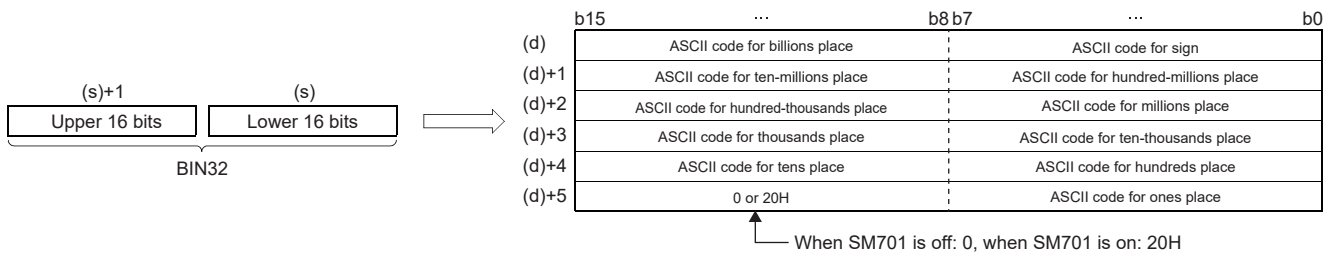 b15 ... b8 b7 ... b0
(d) ASCII code for billions place ASCII code for sign
(d)+1 ASCII code for ten-millions place ASCII code for hundred-millions place
(s)+1 (s)
(d)+2 ASCII code for hundred-thousands place ASCII code for millions place
Upper 16 bits Lower 16 bits
(d)+3 ASCII code for thousands place ASCII code for ten-thousands place
BIN32
(d)+4 ASCII code for tens place ASCII code for hundreds place
(d)+5 0 or 20H ASCII code for ones place
When SM701 is off: 0, when SM701 is on: 20H